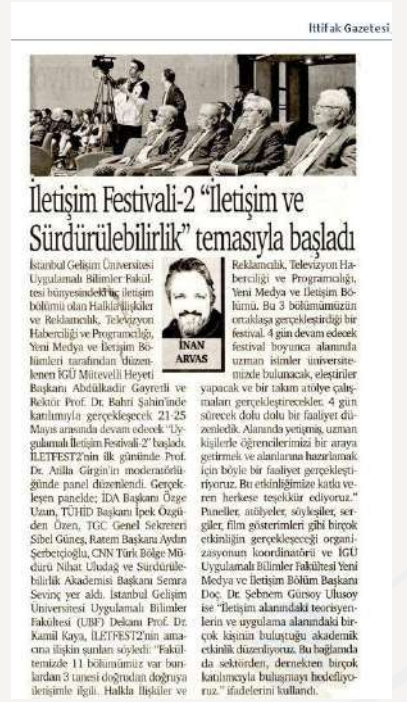 İttifak Gazetesi
İletişim Festivali-2 “İletişim ve
Sürdürülebilirlik” temasıyla başladı
İstanbul Gelişim Üniversitesi
Uygulamalı Bilimler Fakül-
tesi bünyesindeki üç iletişim
bölümü olan Halkla İlişkiler
ve Reklamcılık, Televizyon
Haberciliği ve Programcılığı,
Yeni Medya ve İletişim Bö-
lümleri tarafından düzen-
lenen İGÜ Mütevelli Heyeti
Başkanı Abdülkadir Gayretli ve
Rektör Prof. Dr. Bahri Şahin'inde
katılımıyla gerçekleşecek 21-25
Mayıs arasında devam edecek “Uy-
gulamalı İletişim Festivali-2” başladı.
İLETFEST2'nin ilk gününde Prof.
Dr. Atilla Girgin'in moderatörlü-
ğünde panel düzenlendi. Gerçek-
leşen panelde; İDA Başkanı Özge
Uzun, TÜHİD Başkanı İpek Özgü-
den Özen, TGC Genel Sekreteri
Sibel Güneş, Ratem Başkanı Aydın
Şerbetçioğlu, CNN Türk Bölge Mü-
dürü Nihat Uludağ ve Sürdürüle-
bilirlik Akademisi Başkanı Semra
Sevinç yer aldı. İstanbul Gelişim
Üniversitesi Uygulamalı Bilimler
Fakültesi (UBF) Dekanı Prof. Dr.
Kamil Kaya, İLETFEST2'nin ama-
cına ilişkin şunları söyledi: “Fakül-
temizde 11 bölümümüz var bun-
lardan 3 tanesi doğrudan doğruya
iletişimle ilgili. Halkla İlişkiler ve
İNAN
ARVAS
Reklamcılık, Televizyon Ha-
berciliği ve Programcılığı,
Yeni Medya ve İletişim Bö-
lümü. Bu 3 bölümümüzün
ortaklaşa gerçekleştirdiği bir
festival. 4 gün devam edecek
festival boyunca alanında
uzman isimler üniversite-
mizde bulunacak, eleştiriler
yapacak ve bir takım atölye çalış-
maları gerçekleştirecekler. 4 gün
sürecek dolu dolu bir faaliyet dü-
zenledik. Alanında yetişmiş, uzman
kişilerle öğrencilerimizi bir araya
getirmek ve alanlarına hazırlamak
için böyle bir faaliyet gerçekleşti-
riyoruz. Bu etkinliğimize katkı ve-
ren herkese teşekkür ediyoruz.”
Paneller, atölyeler, söyleşiler, ser-
giler, film gösterimleri gibi birçok
etkinliğin gerçekleşeceği organi-
zasyonun koordinatörü ve İGÜ
Uygulamalı Bilimler Fakültesi Yeni
Medya ve İletişim Bölüm Başkanı
Doç. Dr. Şebnem Gürsoy Ulusoy
ise “İletişim alanındaki teorisyen-
lerin ve uygulama alanındaki bir-
çok kişinin buluştuğu akademik
etkinlik düzenliyoruz. Bu bağlamda
da sektörden, dernekten birçok
katılımcıyla buluşmayı hedefliyo-
ruz.” ifadelerini kullandı.